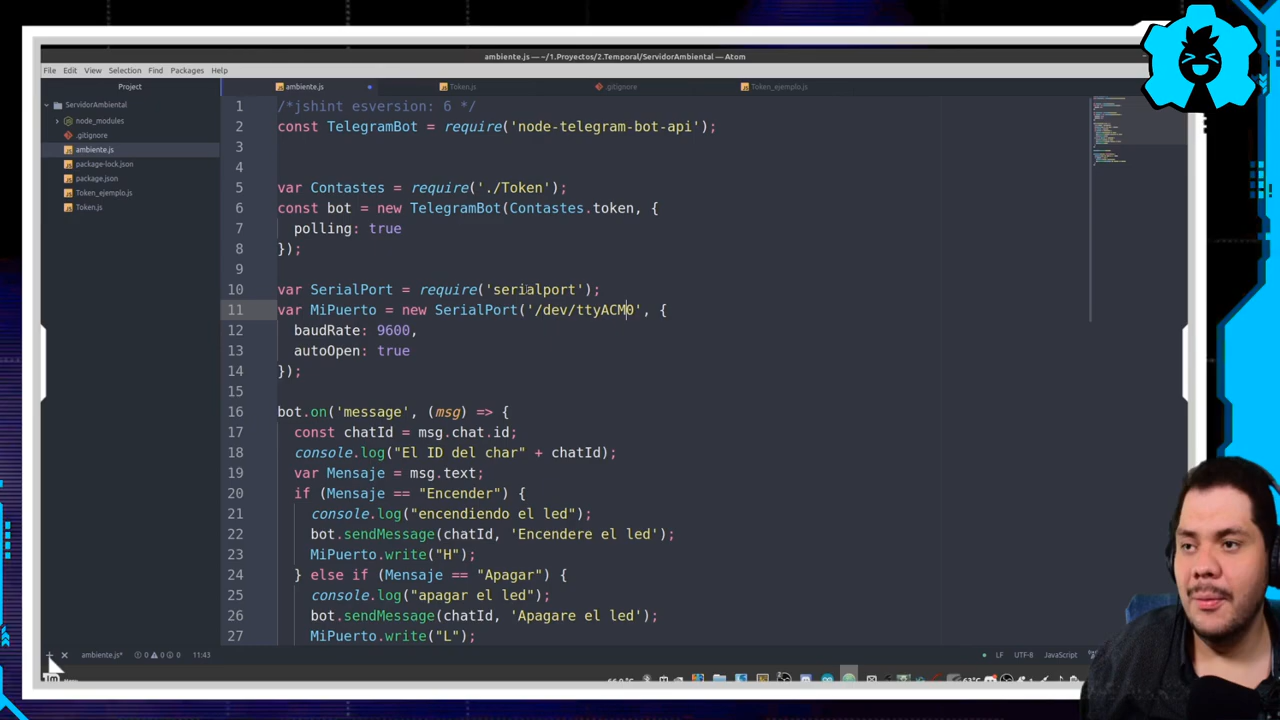 ambiente.js — ~/1.Proyectos/2.Temporal/ServidorAmbiental — Atom
File Edit View Selection Find Packages Help
Project
ambiente.js
Token.js
.gitignore
Token_ejemplo.js
ServidorAmbiental
node_modules
.gitignore
ambiente.js
package-lock.json
package.json
Token_ejemplo.js
Token.js
1 /*jshint esversion: 6 */
2 const TelegramBot = require('node-telegram-bot-api');
3
4
5 var Contastes = require('./Token');
6 const bot = new TelegramBot(Contastes.token, {
7 polling: true
8 });
9
10 var SerialPort = require('serialport');
11 var MiPuerto = new SerialPort('/dev/ttyACM0', {
12 baudRate: 9600,
13 autoOpen: true
14 });
15
16 bot.on('message', (msg) => {
17 const chatId = msg.chat.id;
18 console.log("El ID del char" + chatId);
19 var Mensaje = msg.text;
20 if (Mensaje == "Encender") {
21 console.log("encendiendo el led");
22 bot.sendMessage(chatId, 'Encendere el led');
23 MiPuerto.write("H");
24 } else if (Mensaje == "Apagar") {
25 console.log("apagar el led");
26 bot.sendMessage(chatId, 'Apagare el led');
27 MiPuerto.write("L");
ambiente.js* 0 0 0 11:43 LF UTF-8 JavaScript